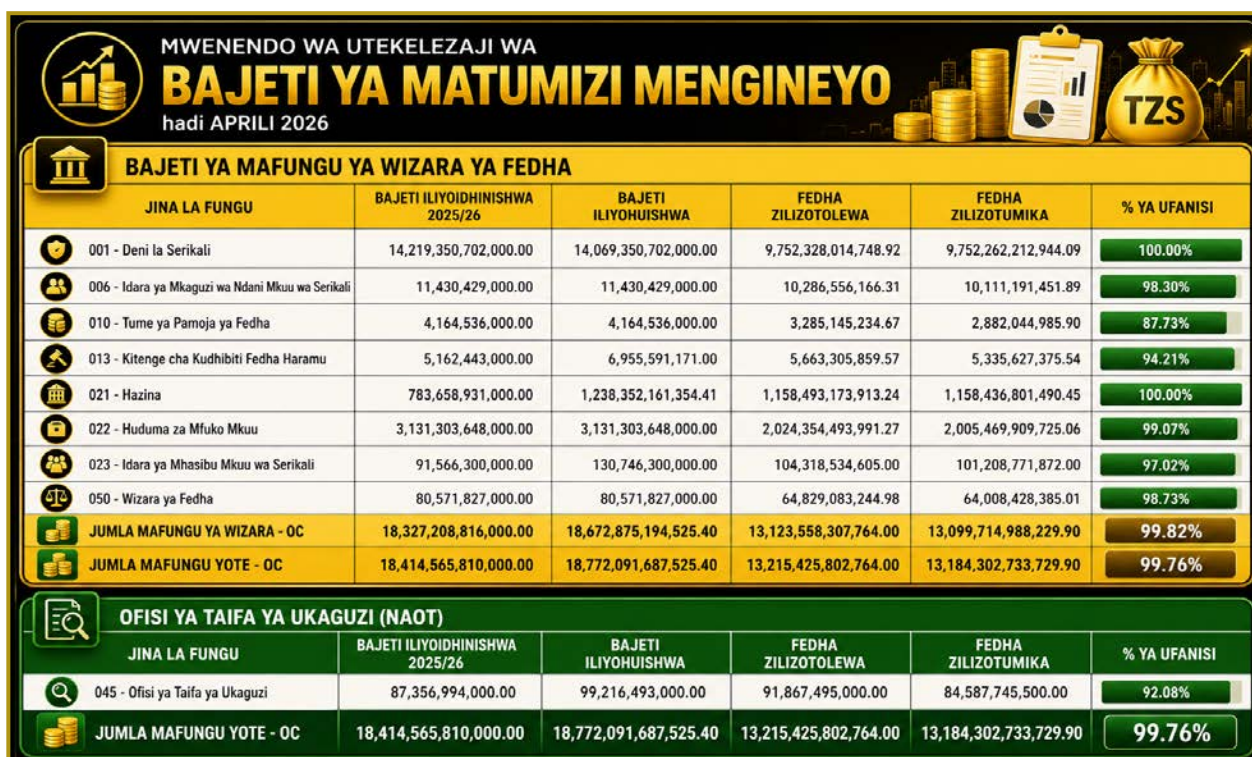 MWENENDO WA UTEKELEZAJI WA
BAJETI YA MATUMIZI MENGINEYO
hadi APRILI 2026
TZS
BAJETI YA MAFUNGU YA WIZARA YA FEDHA
JINA LA FUNGU BAJETI ILIYOIDHINISHWA 2025/26 BAJETI ILIYOHUISHWA FEDHA ZILIZOTOLEWA FEDHA ZILIZOTUMIKA % YA UFANISI
001 - Deni la Serikali 14,219,350,702,000.00 14,069,350,702,000.00 9,752,328,014,748.92 9,752,262,212,944.09 100.00%
006 - Idara ya Mkaguzi wa Ndani Mkuu wa Serikali 11,430,429,000.00 11,430,429,000.00 10,286,556,166.31 10,111,191,451.89 98.30%
010 - Tume ya Pamoja ya Fedha 4,164,536,000.00 4,164,536,000.00 3,285,145,234.67 2,882,044,985.90 87.73%
013 - Kitenge cha Kudhibiti Fedha Haramu 5,162,443,000.00 6,955,591,171.00 5,663,305,859.57 5,335,627,375.54 94.21%
021 - Hazina 783,658,931,000.00 1,238,352,161,354.41 1,158,493,173,913.24 1,158,436,801,490.45 100.00%
022 - Huduma za Mfuko Mkuu 3,131,303,648,000.00 3,131,303,648,000.00 2,024,354,493,991.27 2,005,469,909,725.06 99.07%
023 - Idara ya Mhasibu Mkuu wa Serikali 91,566,300,000.00 130,746,300,000.00 104,318,534,605.00 101,208,771,872.00 97.02%
050 - Wizara ya Fedha 80,571,827,000.00 80,571,827,000.00 64,829,083,244.98 64,008,428,385.01 98.73%
JUMLA MAFUNGU YA WIZARA - OC 18,327,208,816,000.00 18,672,875,194,525.40 13,123,558,307,764.00 13,099,714,988,229.90 99.82%
JUMLA MAFUNGU YOTE - OC 18,414,565,810,000.00 18,772,091,687,525.40 13,215,425,802,764.00 13,184,302,733,729.90 99.76%
OFISI YA TAIFA YA UKAGUZI (NAOT)
JINA LA FUNGU BAJETI ILIYOIDHINISHWA 2025/26 BAJETI ILIYOHUISHWA FEDHA ZILIZOTOLEWA FEDHA ZILIZOTUMIKA % YA UFANISI
045 - Ofisi ya Taifa ya Ukaguzi 87,356,994,000.00 99,216,493,000.00 91,867,495,000.00 84,587,745,500.00 92.08%
JUMLA MAFUNGU YOTE - OC 18,414,565,810,000.00 18,772,091,687,525.40 13,215,425,802,764.00 13,184,302,733,729.90 99.76%